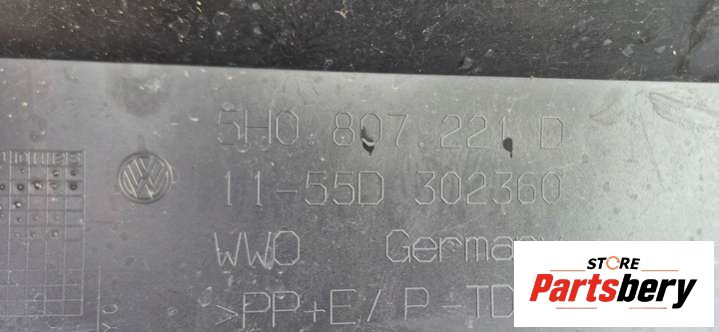 5H0.807.221 D
11-55D 302360
WWO Germany
>PP+E/P-TD
STORE
Partsbery